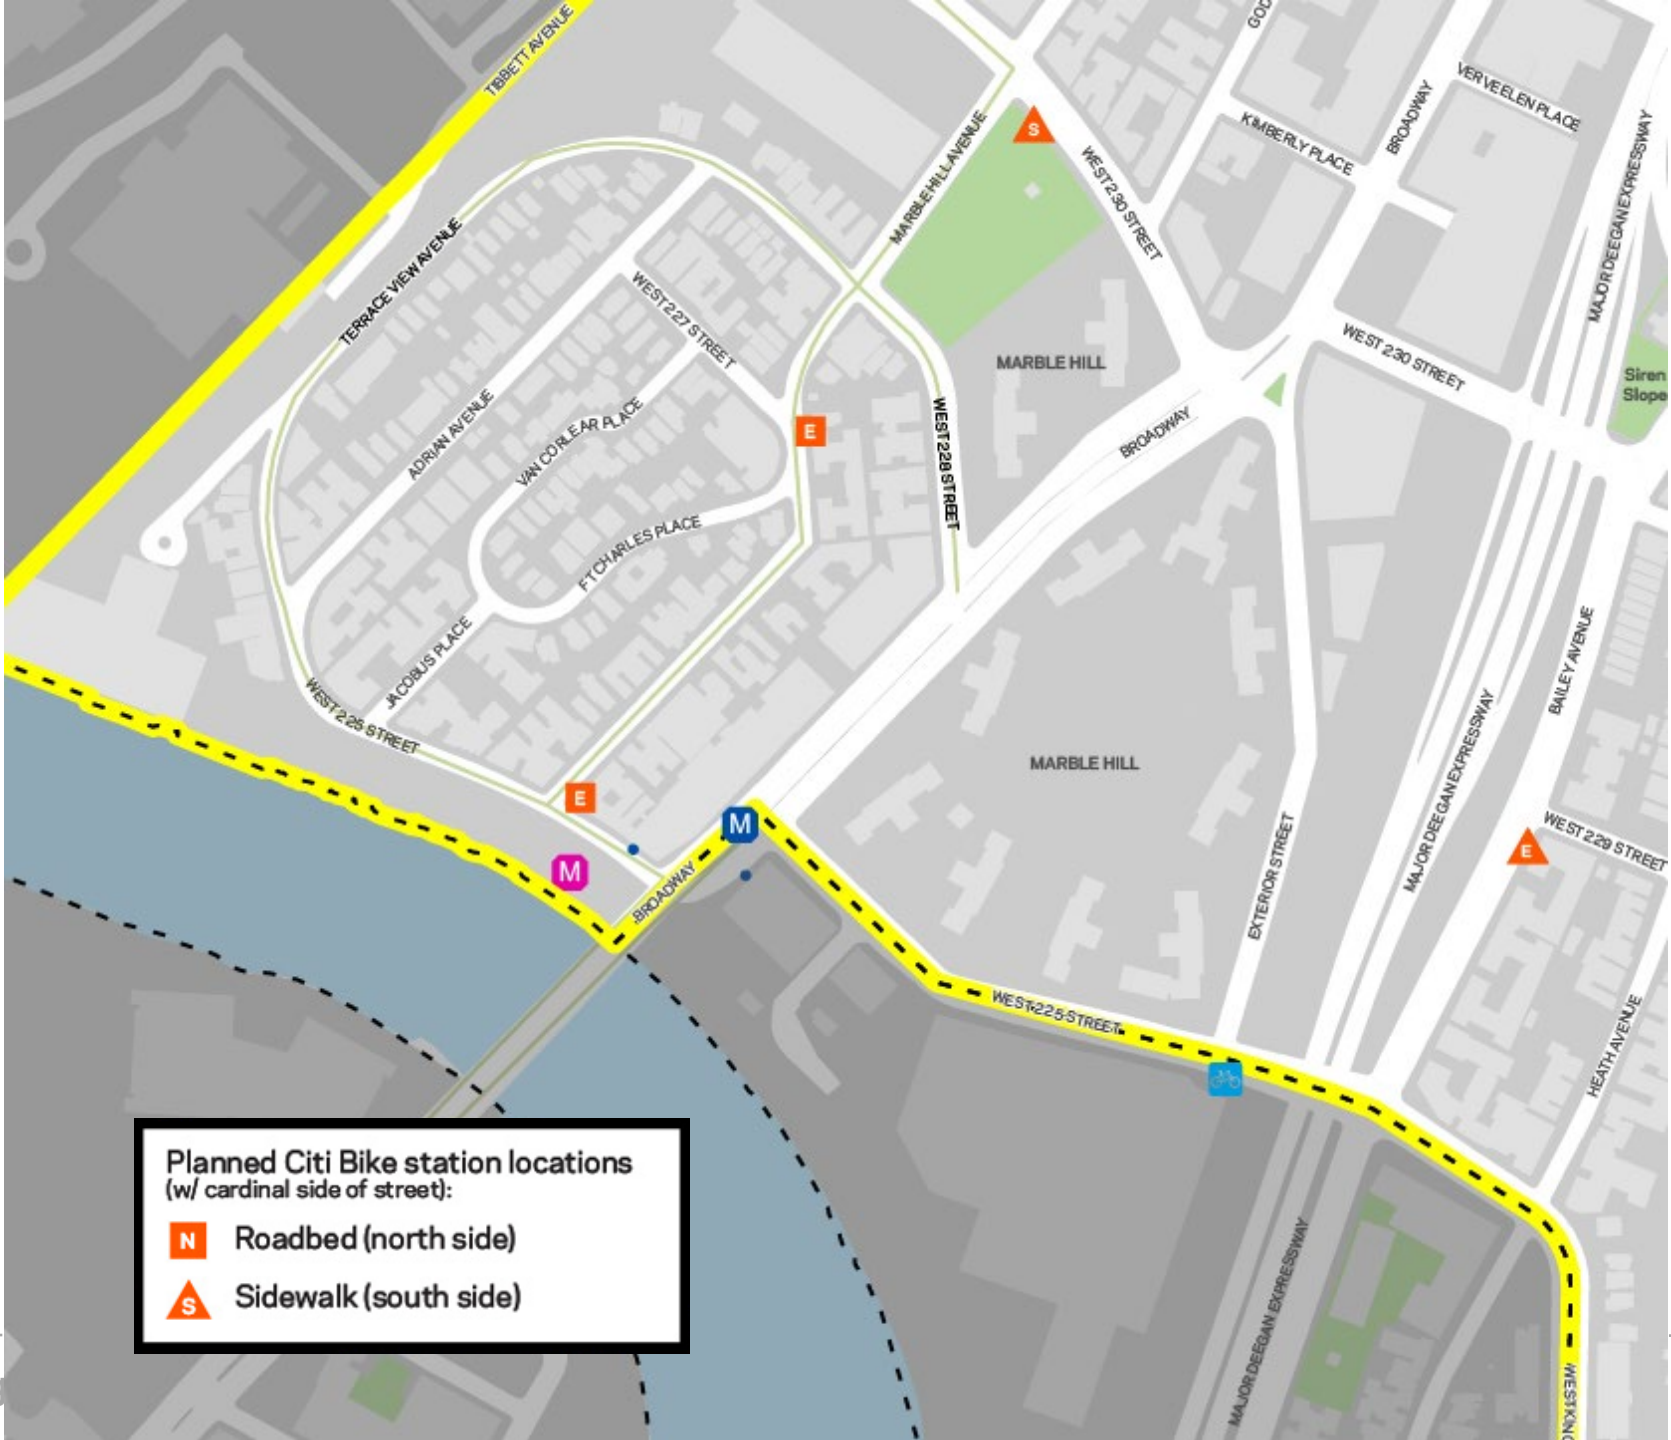 TIBBETT AVENUE
GOD
VERVEELEN PLACE
KIMBERLY PLACE
BROADWAY
MAJOR DEEGAN EXPRESSWAY
S
MARBLE HILL AVENUE
WEST 230 STREET
TERRACE VIEW AVENUE
WEST 227 STREET
MARBLE HILL
WEST 230 STREET
Siren
Slope
ADRIAN AVENUE
VAN CORLEAR PLACE
E
WEST 228 STREET
BROADWAY
FT CHARLES PLACE
JACOBUS PLACE
WEST 225 STREET
MARBLE HILL
BAILEY AVENUE
MAJOR DEEGAN EXPRESSWAY
E
M
M
BROADWAY
EXTERIOR STREET
WEST 229 STREET
E
WEST 225 STREET
HEATH AVENUE
Planned Citi Bike station locations
(w/ cardinal side of street):
N Roadbed (north side)
S Sidewalk (south side)
MAJOR DEEGAN EXPRESSWAY
WEST KING